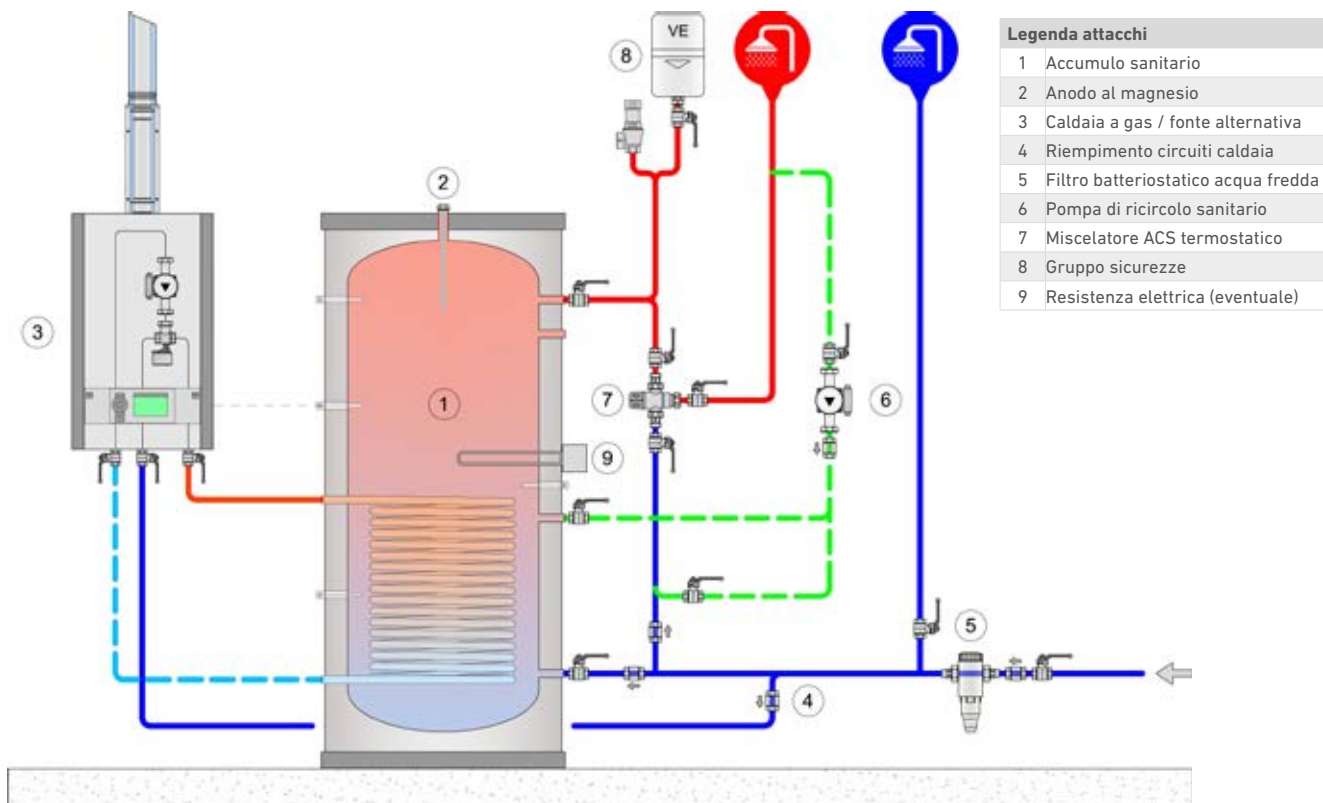 VE
8
Legenda attacchi
1 Accumulo sanitario
2 Anodo al magnesio
3 Caldaia a gas / fonte alternativa
4 Riempimento circuiti caldaia
5 Filtro batteriostatico acqua fredda
6 Pompa di ricircolo sanitario
7 Miscelatore ACS termostatico
8 Gruppo sicurezze
9 Resistenza elettrica (eventuale)
2
3
1
7
6
9
5
4